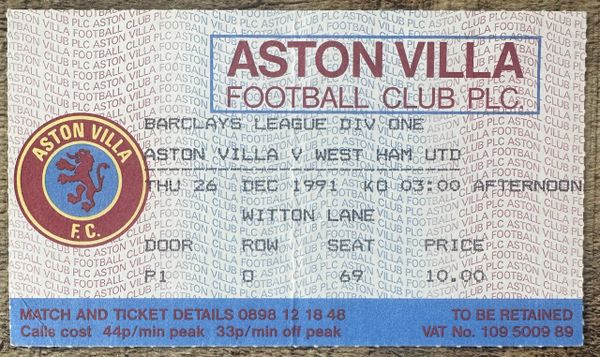 ASTON VILLA
FOOTBALL CLUB PLC.
BARCLAYS LEAGUE DIV ONE
ASTON VILLA V WEST HAM UTD
THU 26 DEC 1991 KO 03:00 AFTERNOON
WITTON LANE
DOOR ROW SEAT PRICE
P1 O 69 10.00
ASTON VILLA
F.C.
MATCH AND TICKET DETAILS 0898 12 18 48
Calls cost 44p/min peak 33p/min off peak
TO BE RETAINED
VAT No. 109 5009 89